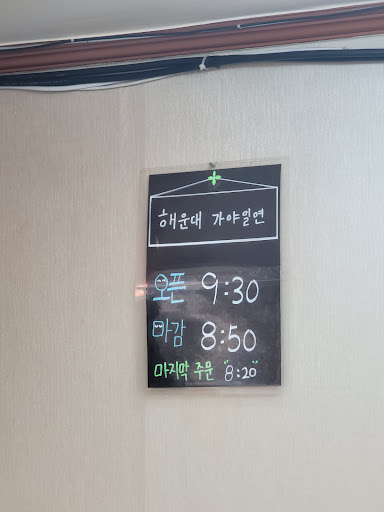 해운대 가야밀면
오픈 9:30
마감 8:50
마지막 주문 "8:20"